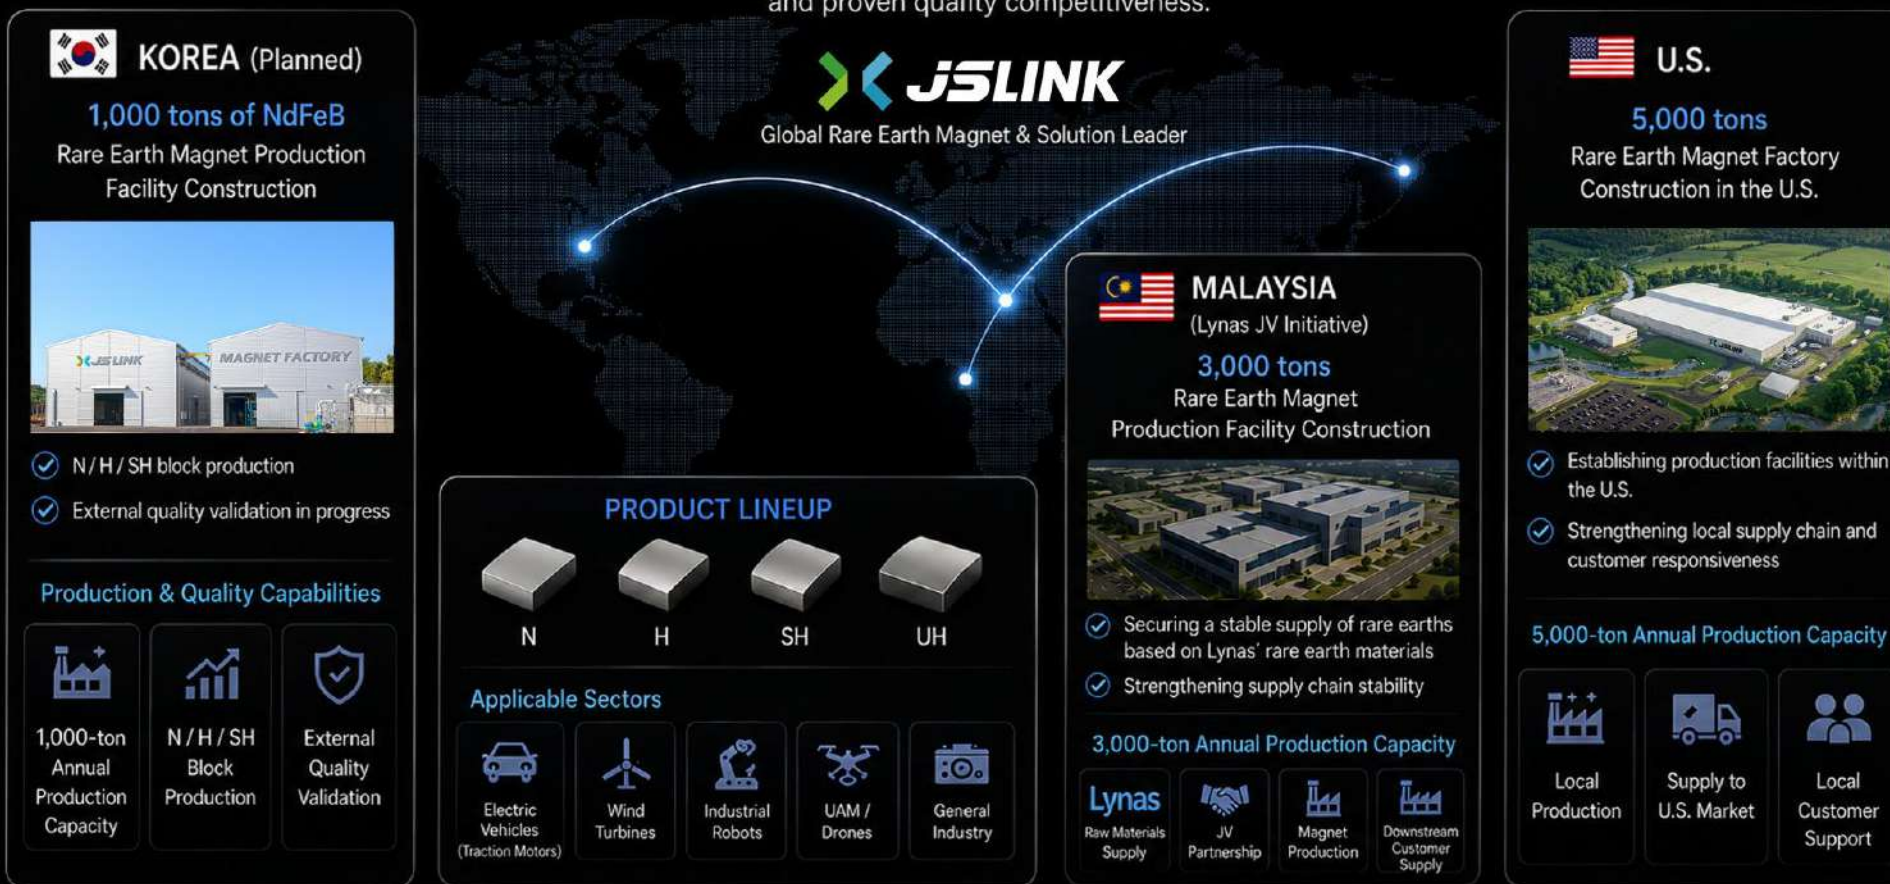 and proven quality competitiveness.
JSLINK
Global Rare Earth Magnet & Solution Leader
KOREA (Planned)
1,000 tons of NdFeB
Rare Earth Magnet Production
Facility Construction
JSLINK
MAGNET FACTORY
N / H / SH block production
External quality validation in progress
Production & Quality Capabilities
1,000-ton
Annual
Production
Capacity
N / H / SH
Block
Production
External
Quality
Validation
PRODUCT LINEUP
N
H
SH
UH
Applicable Sectors
Electric
Vehicles
(Traction Motors)
Wind
Turbines
Industrial
Robots
UAM /
Drones
General
Industry
MALAYSIA
(Lynas JV Initiative)
3,000 tons
Rare Earth Magnet
Production Facility Construction
Securing a stable supply of rare earths
based on Lynas' rare earth materials
Strengthening supply chain stability
3,000-ton Annual Production Capacity
Lynas
Raw Materials
Supply
JV
Partnership
Magnet
Production
Downstream
Customer
Supply
U.S.
5,000 tons
Rare Earth Magnet Factory
Construction in the U.S.
JSLINK
Establishing production facilities within
the U.S.
Strengthening local supply chain and
customer responsiveness
5,000-ton Annual Production Capacity
Local
Production
Supply to
U.S. Market
Local
Customer
Support